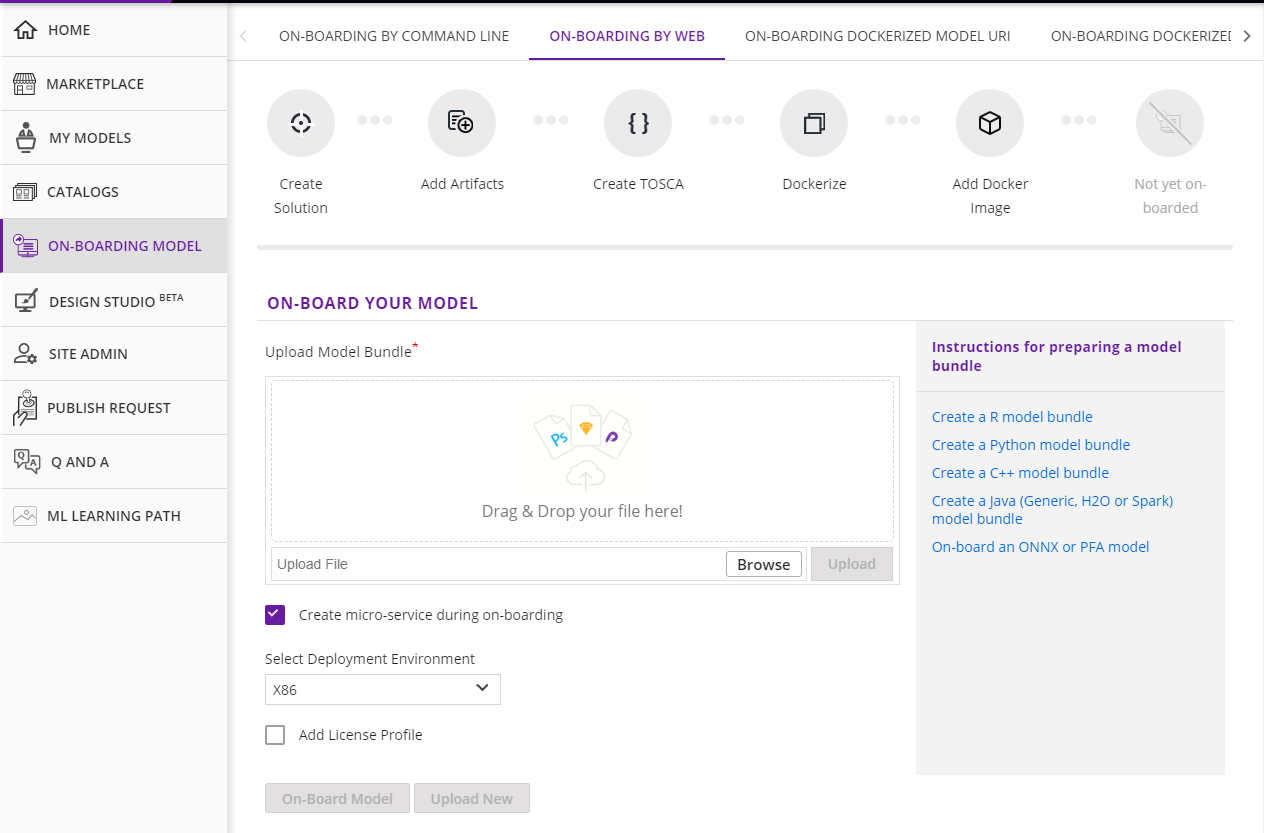 HOME
MARKETPLACE
MY MODELS
CATALOGS
ON-BOARDING MODEL
DESIGN STUDIO BETA
SITE ADMIN
PUBLISH REQUEST
Q AND A
ML LEARNING PATH
ON-BOARDING BY COMMAND LINE
ON-BOARDING BY WEB
ON-BOARDING DOCKERIZED MODEL URI
ON-BOARDING DOCKERIZED
Create
Solution
Add Artifacts
{ }
Create TOSCA
Dockerize
Add Docker
Image
Not yet on-
boarded
ON-BOARD YOUR MODEL
Upload Model Bundle*
Ps
Drag & Drop your file here!
Upload File
Browse
Upload
Create micro-service during on-boarding
Select Deployment Environment
X86
Add License Profile
On-Board Model
Upload New
Instructions for preparing a model
bundle
Create a R model bundle
Create a Python model bundle
Create a C++ model bundle
Create a Java (Generic, H2O or Spark)
model bundle
On-board an ONNX or PFA model